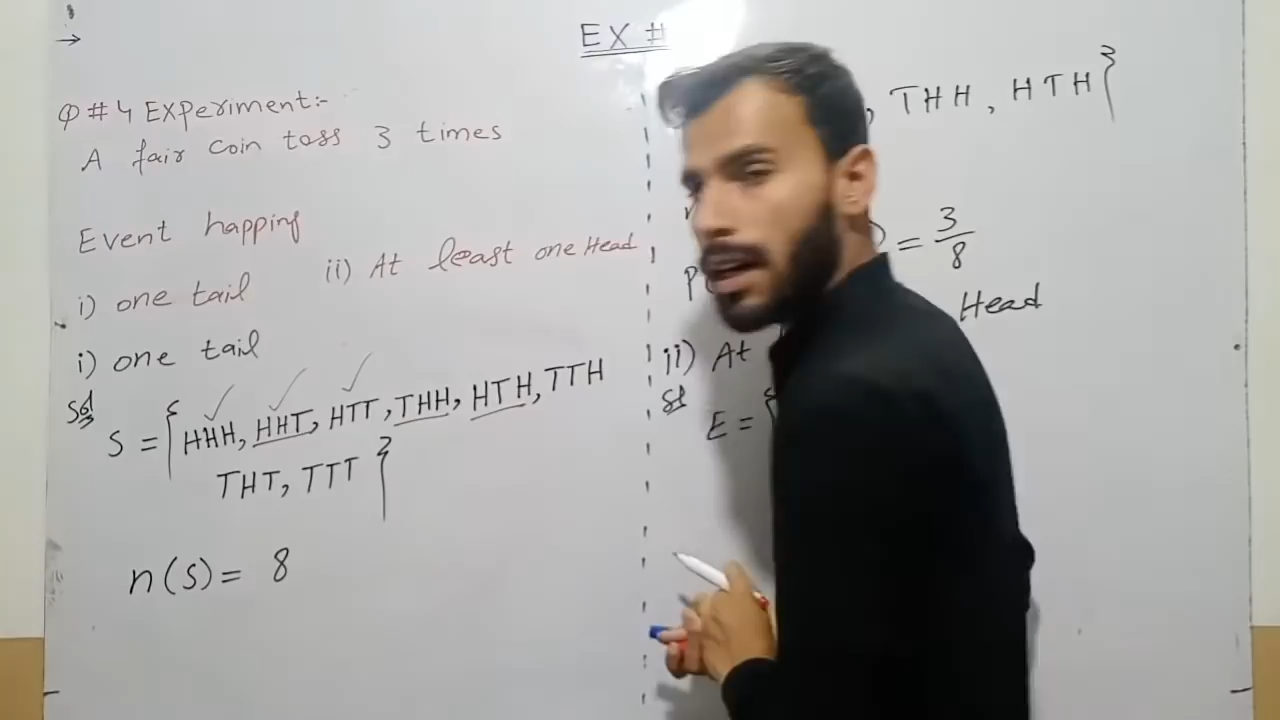 EX #
Q # 4 Experiment:-
A fair coin toss 3 times
Event happing
i) one tail ii) At least one Head
i) one tail
Sol
S = { HHH, HHT, HTT, THH, HTH, TTH
THT, TTT }
n(S) = 8
, THH, HTH }
= 3/8
ii) At Head
Sol
E = {